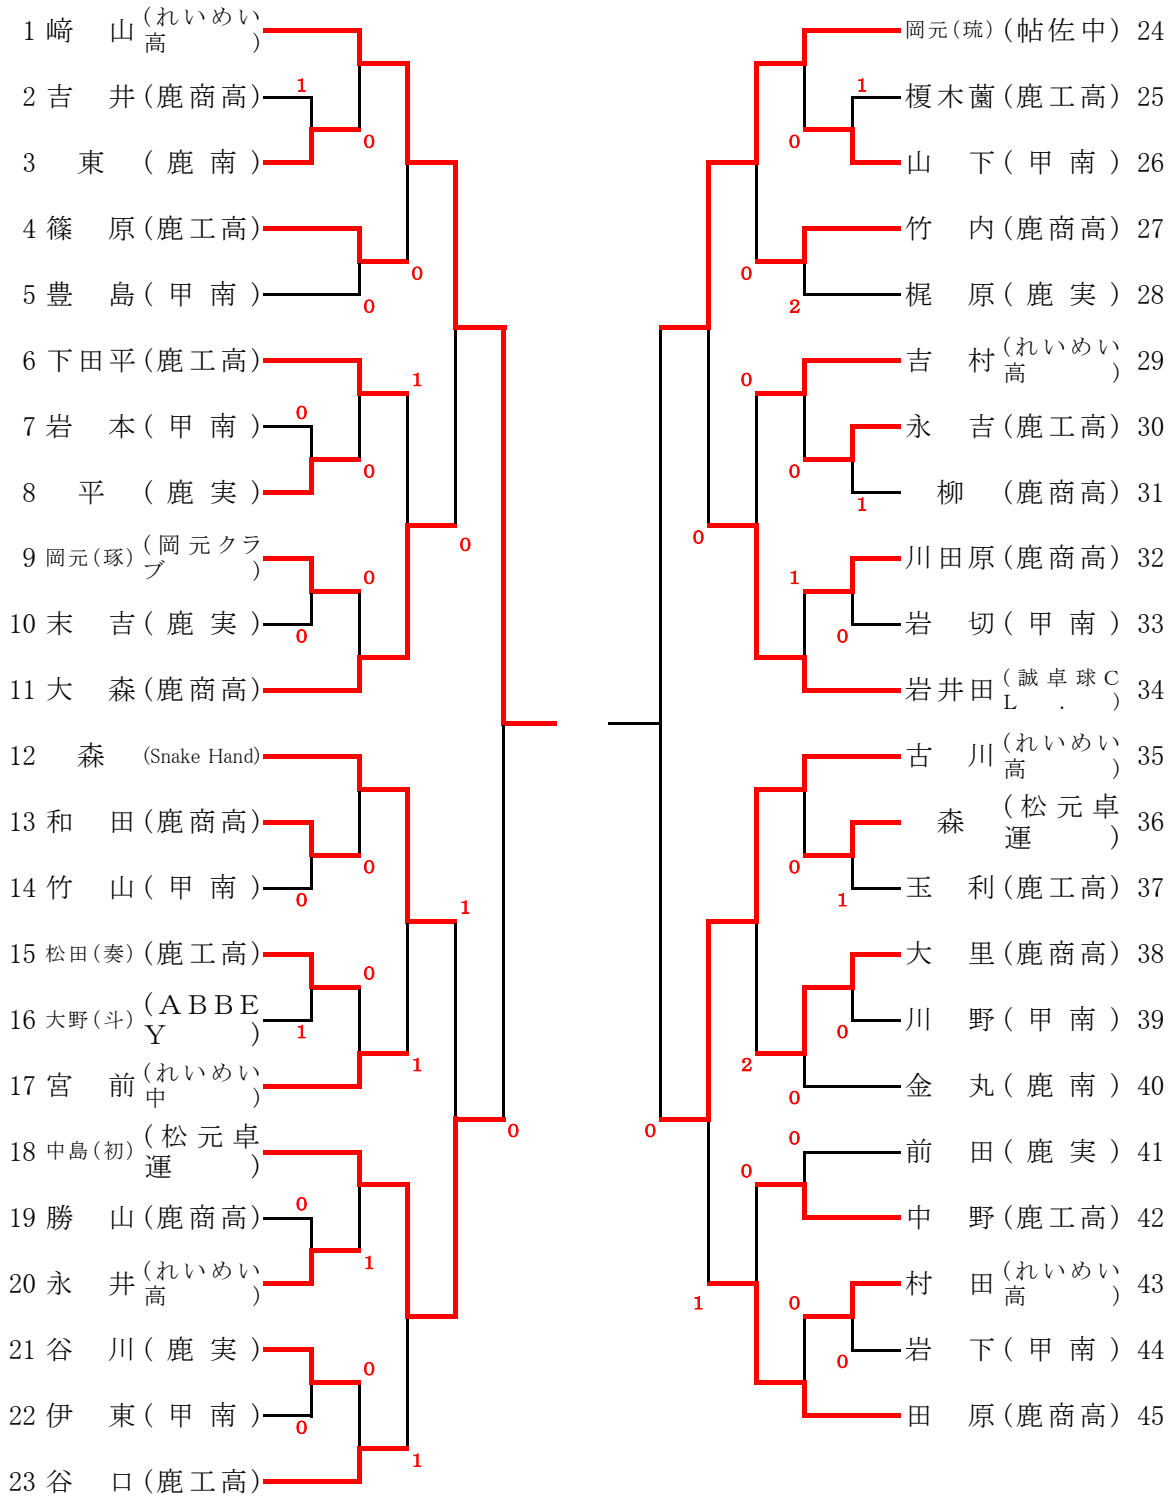 1 﨑山 (れいめい高)
1
2 吉井 (鹿商高)
0
3 東 (鹿南)
4 篠原 (鹿工高)
0
5 豊島 (甲南)
0
6 下田平 (鹿工高)
1
7 岩本 (甲南)
0
0
8 平 (鹿実)
9 岡元(琢) (岡元クラブ)
0
0
10 末吉 (鹿実)
0
11 大森 (鹿商高)
12 森 (Snake Hand)
13 和田 (鹿商高)
0
14 竹山 (甲南)
0
1
15 松田(奏) (鹿工高)
0
16 大野(斗) (ABBEY)
1
17 宮前 (れいめい中)
1
0
18 中島(初) (松元卓運)
19 勝山 (鹿商高)
0
1
20 永井 (れいめい高)
21 谷川 (鹿実)
0
22 伊東 (甲南)
0
1
23 谷口 (鹿工高)
岡元(琉) (帖佐中) 24
1
榎木薗 (鹿工高) 25
0
山下 (甲南) 26
竹内 (鹿商高) 27
0
梶原 (鹿実) 28
2
吉村 (れいめい高) 29
0
永吉 (鹿工高) 30
0
柳 (鹿商高) 31
1
0
川田原 (鹿商高) 32
1
岩切 (甲南) 33
0
岩井田 (誠卓球CL.) 34
古川 (れいめい高) 35
森 (松元卓運) 36
0
玉利 (鹿工高) 37
1
大里 (鹿商高) 38
川野 (甲南) 39
0
2
金丸 (鹿南) 40
0
0
0
前田 (鹿実) 41
0
中野 (鹿工高) 42
村田 (れいめい高) 43
0
1
岩下 (甲南) 44
0
田原 (鹿商高) 45